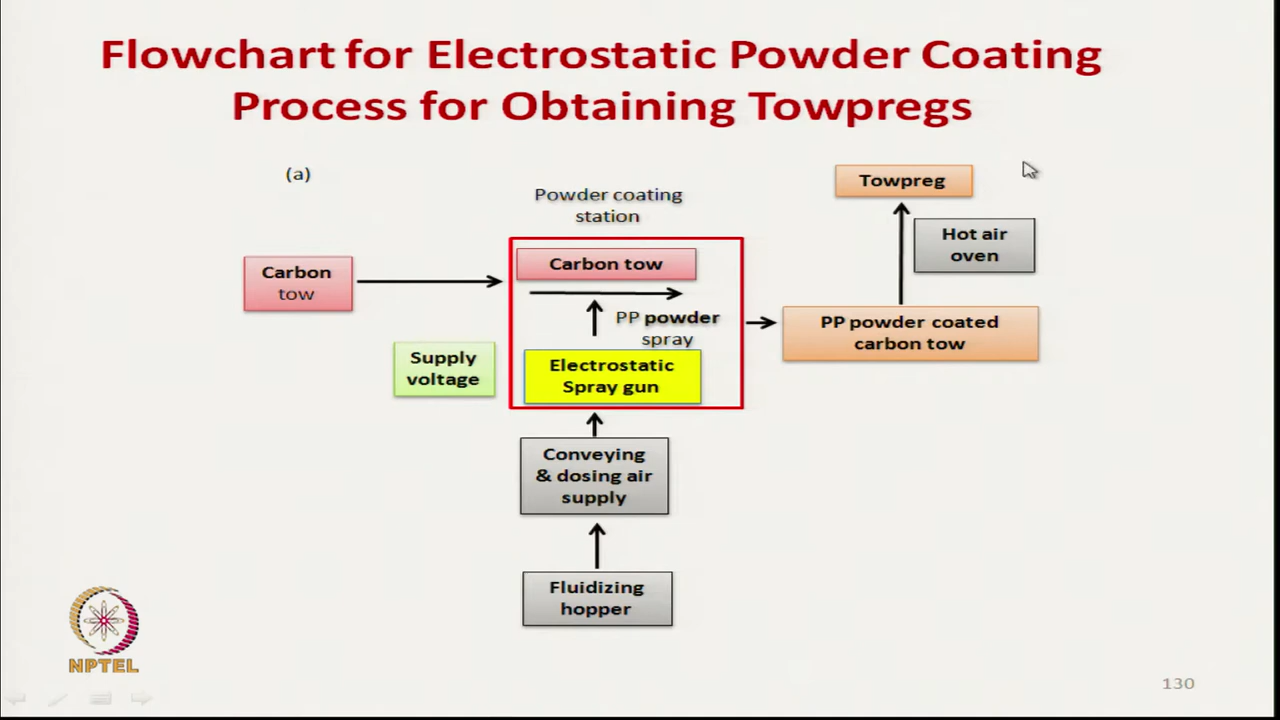 Flowchart for Electrostatic Powder Coating
Process for Obtaining Towpregs
(a)
Powder coating
station
Towpreg
Hot air
oven
Carbon
tow
Carbon tow
PP powder
spray
PP powder coated
carbon tow
Supply
voltage
Electrostatic
Spray gun
Conveying
& dosing air
supply
Fluidizing
hopper
NPTEL
130